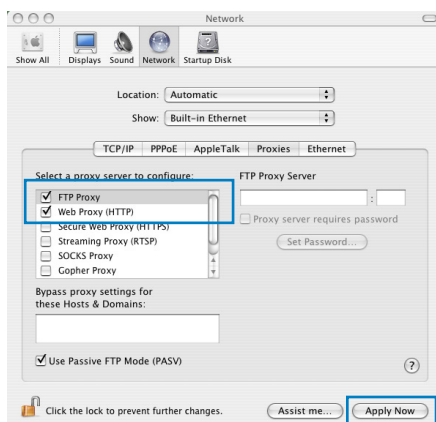 Network
Show All Displays Sound Network Startup Disk
Location: Automatic
Show: Built-in Ethernet
TCP/IP PPPoE AppleTalk Proxies Ethernet
Select a proxy server to configure: FTP Proxy Server
FTP Proxy
Web Proxy (HTTP) :
Secure Web Proxy (HTTPS) Proxy server requires password
Streaming Proxy (RTSP) Set Password...
SOCKS Proxy
Gopher Proxy
Bypass proxy settings for
these Hosts & Domains:
Use Passive FTP Mode (PASV) ?
Click the lock to prevent further changes. Assist me... Apply Now